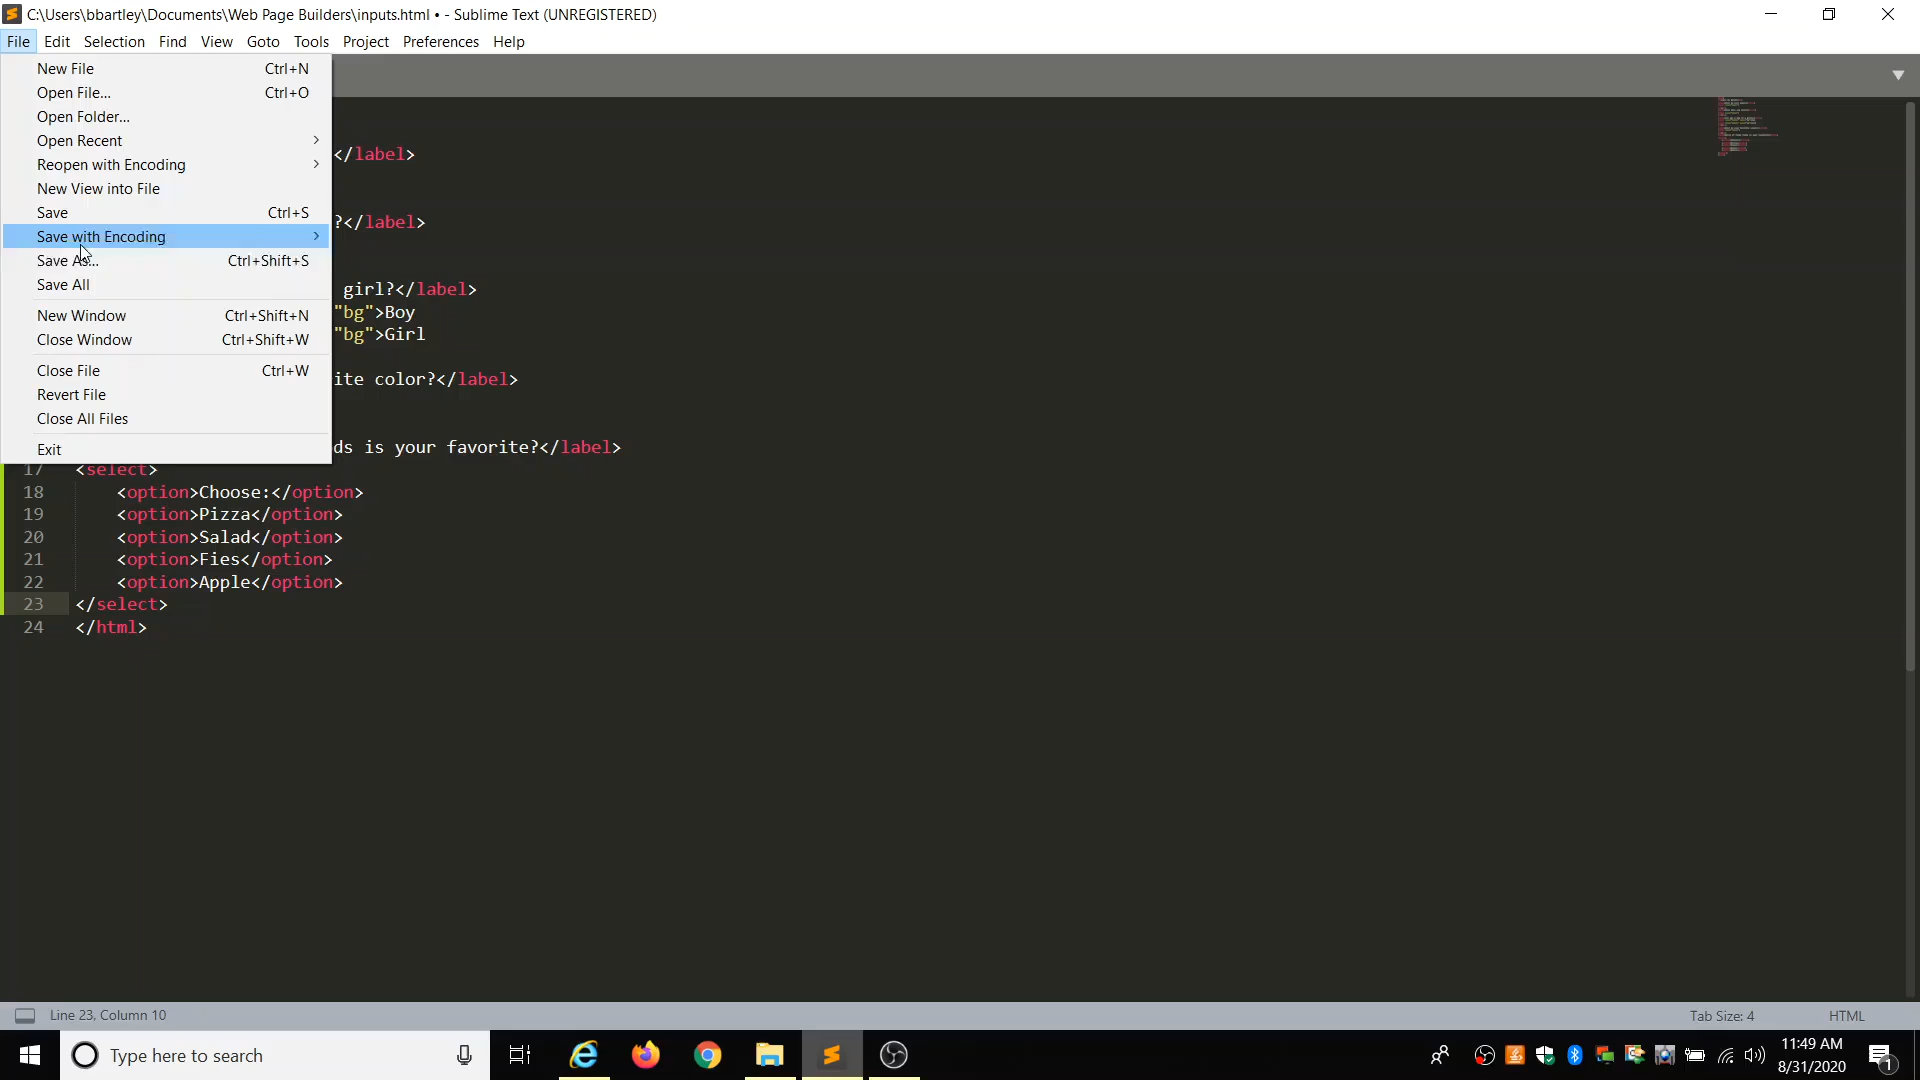 C:\Users\bbartley\Documents\Web Page Builders\inputs.html • - Sublime Text (UNREGISTERED)
File Edit Selection Find View Goto Tools Project Preferences Help
New File Ctrl+N
Open File... Ctrl+O
Open Folder...
Open Recent
</label>
Reopen with Encoding
New View into File
Save Ctrl+S
?</label>
Save with Encoding
Save As... Ctrl+Shift+S
Save All
girl?</label>
New Window Ctrl+Shift+N
"bg">Boy
Close Window Ctrl+Shift+W
"bg">Girl
Close File Ctrl+W
ite color?</label>
Revert File
Close All Files
Exit
ds is your favorite?</label>
17 <select>
18 <option>Choose:</option>
19 <option>Pizza</option>
20 <option>Salad</option>
21 <option>Fies</option>
22 <option>Apple</option>
23 </select>
24 </html>
Line 23, Column 10 Tab Size: 4 HTML
Type here to search
11:49 AM
8/31/2020
1